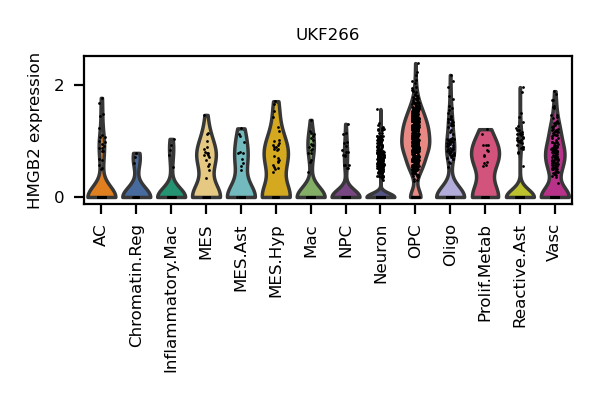 UKF266
HMGB2 expression
2
0
AC
Chromatin.Reg
Inflammatory.Mac
MES
MES.Ast
MES.Hyp
Mac
NPC
Neuron
OPC
Oligo
Prolif.Metab
Reactive.Ast
Vasc